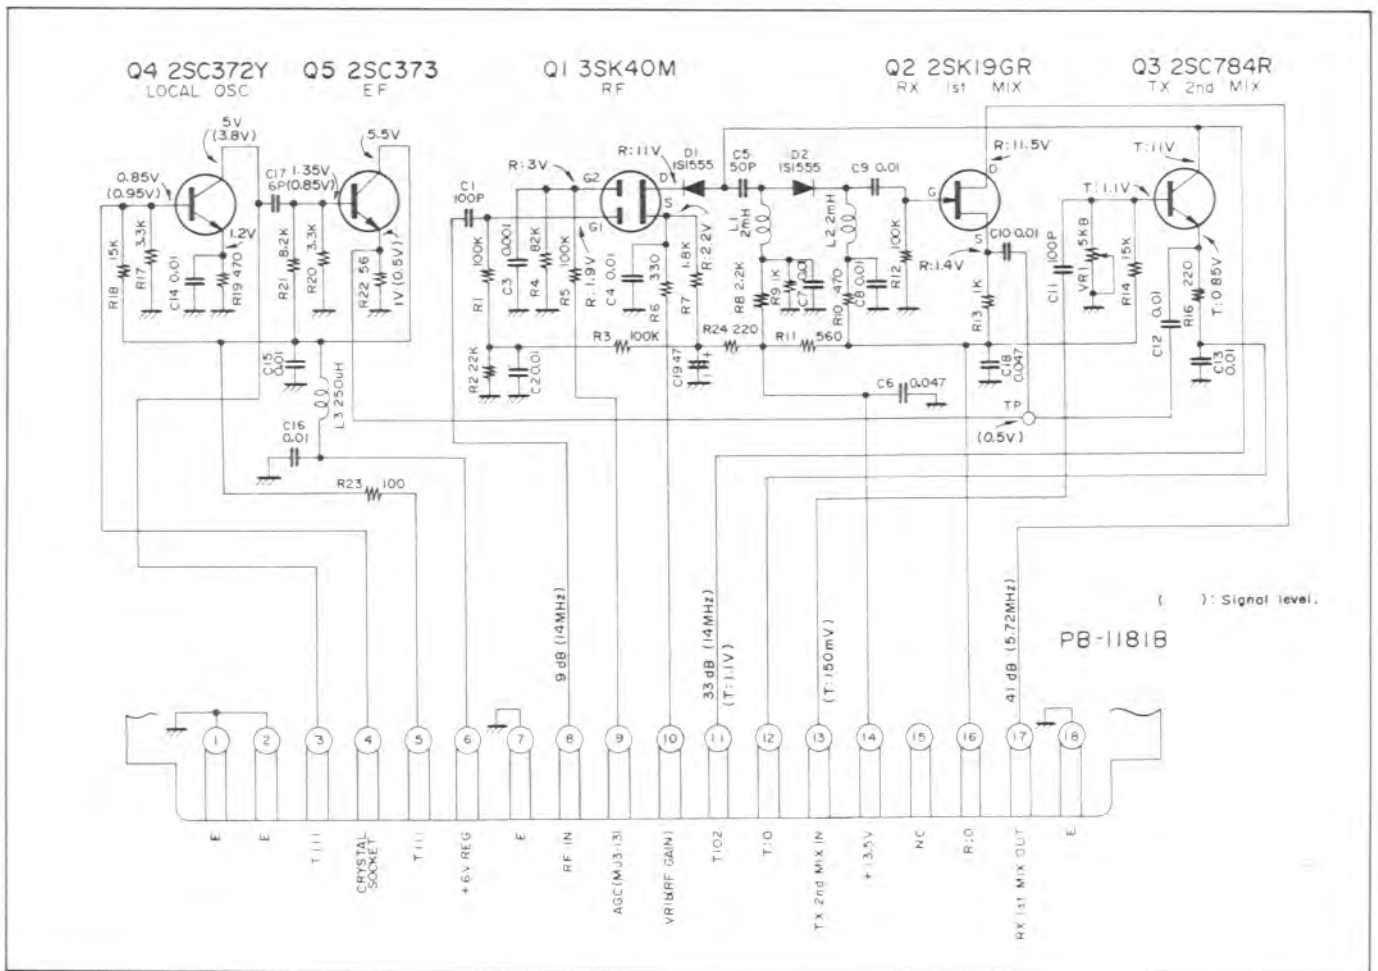 Q4 2SC372Y
LOCAL OSC
Q5 2SC373
EF
Q1 3SK40M
RF
Q2 2SK19GR
RX 1st MIX
Q3 2SC784R
TX 2nd MIX
5V
(3.8V)
5.5V
0.85V
(0.95V)
C17
6P
1.35V
(0.85V)
1.2V
1V (0.5V)
R18 15K
R17 3.3K
C14 0.01
R19 470
R21 8.2K
R20 3.3K
R22 56
C15
0.01
L3 250uH
C16
0.01
R23 100
C1
100P
R:3V
R:11V
G2
G1
D
S
D1
1S1555
C5
50P
D2
1S1555
C9 0.01
R1 100K
C3 0.001
R4 82K
R5 100K
R:1.9V
C4 0.01
R6 330
R7 1.8K
R:2.2V
L1
2mH
L2 2mH
R8 2.2K
R9 1K
C7 0.01
R10 470
C8 0.01
R12 100K
R2 22K
C2 0.01
R3 100K
C19 47
R24 220
R11 560
C6 0.047
R:11.5V
D
G
S
R:1.4V
C10 0.01
R13 1K
C18
0.047
TP
(0.5V)
C11 100P
VR1 5KB
R14 15K
T:11V
T:1.1V
T:0.85V
C12 0.01
R16 220
C13
0.01
9dB (14MHz)
33dB (14MHz)
(T:1.1V)
(T:150mV)
41 dB (5.72MHz)
( ): Signal level.
PB-1181B
1 2 3 4 5 6 7 8 9 10 11 12 13 14 15 16 17 18
E
E
T111
CRYSTAL
SOCKET
T111
+6V REG
E
RF IN
AGC(MJ3-13)
VR1b(RF GAIN)
T102
T:0
TX 2nd MIX IN
+13.5V
NC
R:0
RX 1st MIX OUT
E